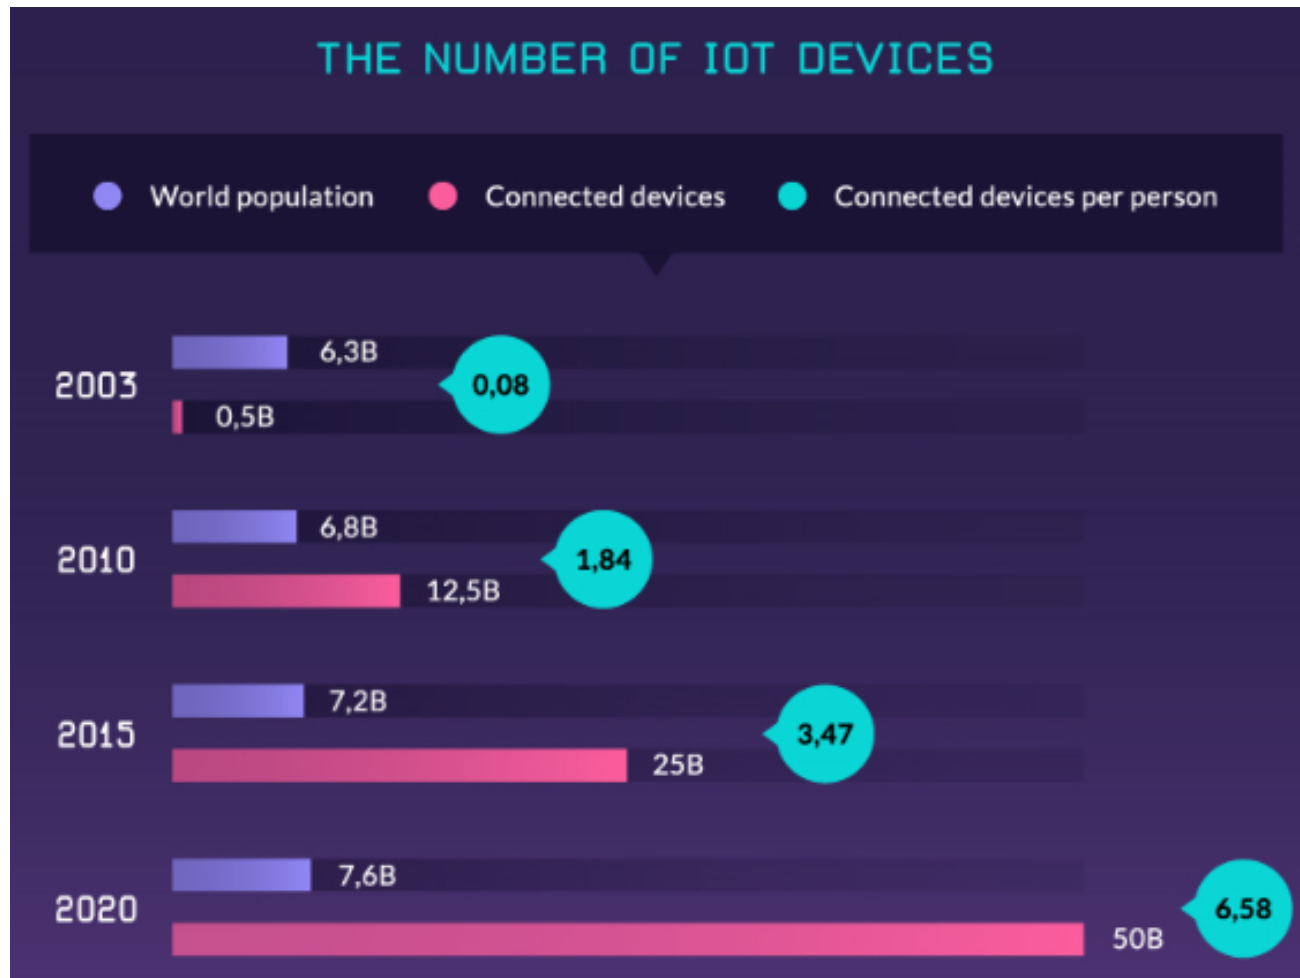 THE NUMBER OF IOT DEVICES
World population
Connected devices
Connected devices per person
2003
6,3B
0,5B
0,08
2010
6,8B
12,5B
1,84
2015
7,2B
25B
3,47
2020
7,6B
50B
6,58